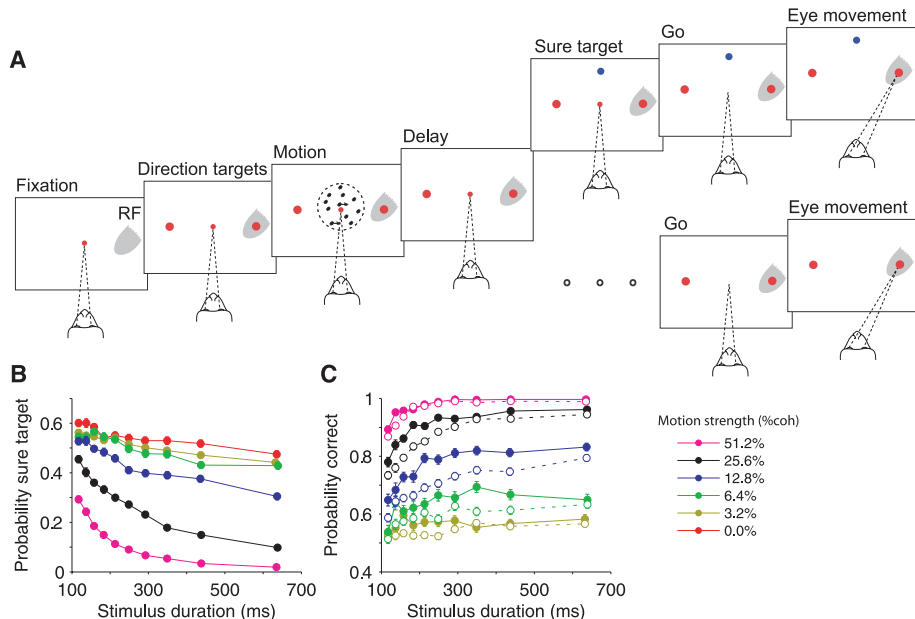 A
Fixation
RF
Direction targets
Motion
Delay
Sure target
Go
Eye movement
Go
Eye movement
B
Probability sure target
0.6
0.4
0.2
0
100
300
500
700
Stimulus duration (ms)
C
Probability correct
1
0.8
0.6
0.4
100
300
500
700
Stimulus duration (ms)
Motion strength (%coh)
51.2%
25.6%
12.8%
6.4%
3.2%
0.0%